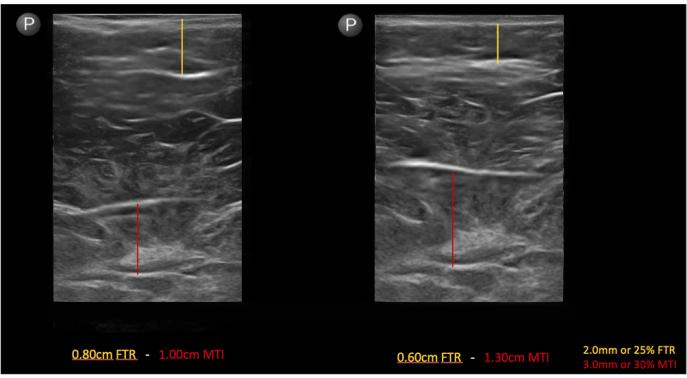 P
P
0.80cm FTR - 1.00cm MTI
0.60cm FTR - 1.30cm MTI
2.0mm or 25% FTR
3.0mm or 30% MTI